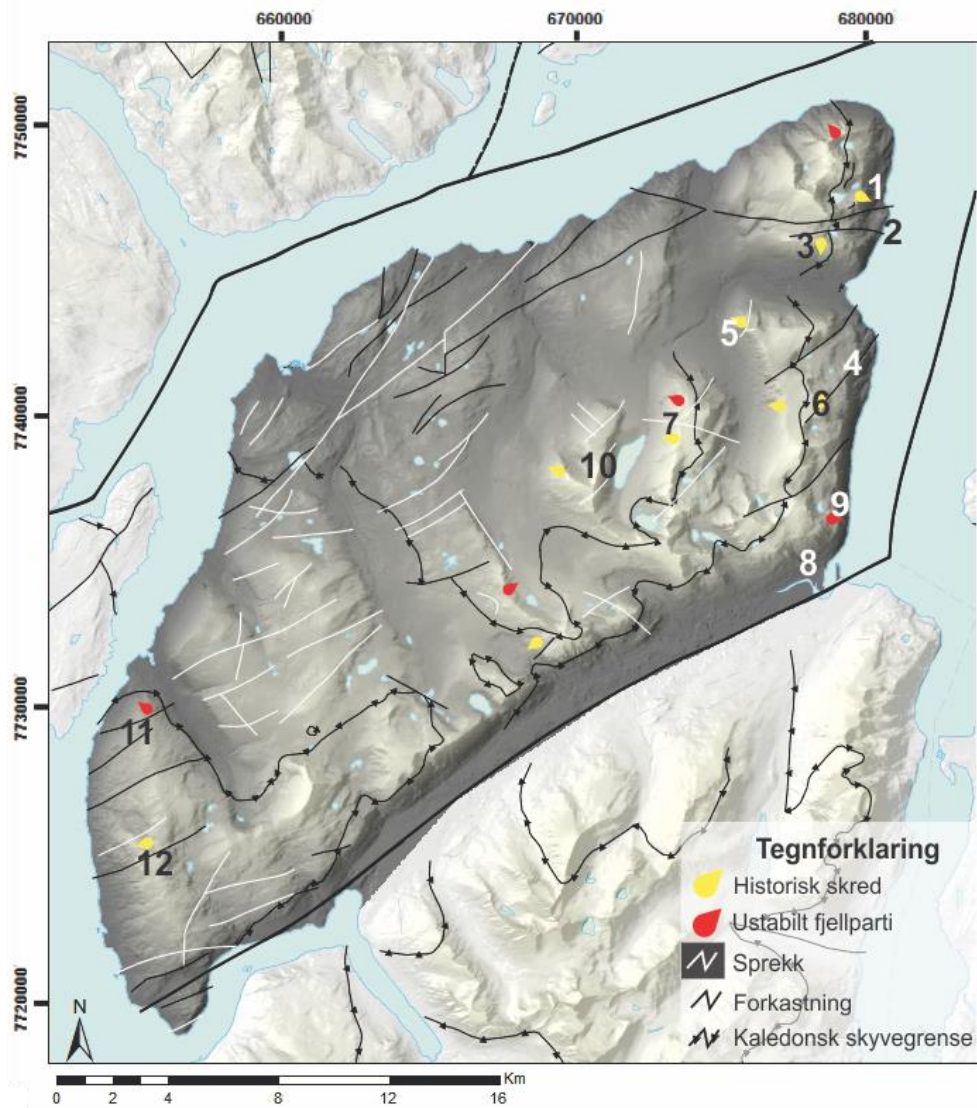 660000
670000
680000
7750000
7740000
7730000
7720000
1
2
3
5
4
6
7
10
9
8
11
12
Tegnforklaring
Historisk skred
Ustabilt fjellparti
Sprekk
Forkastning
Kaledonsk skyvegrense
N
Km
0 2 4 8 12 16